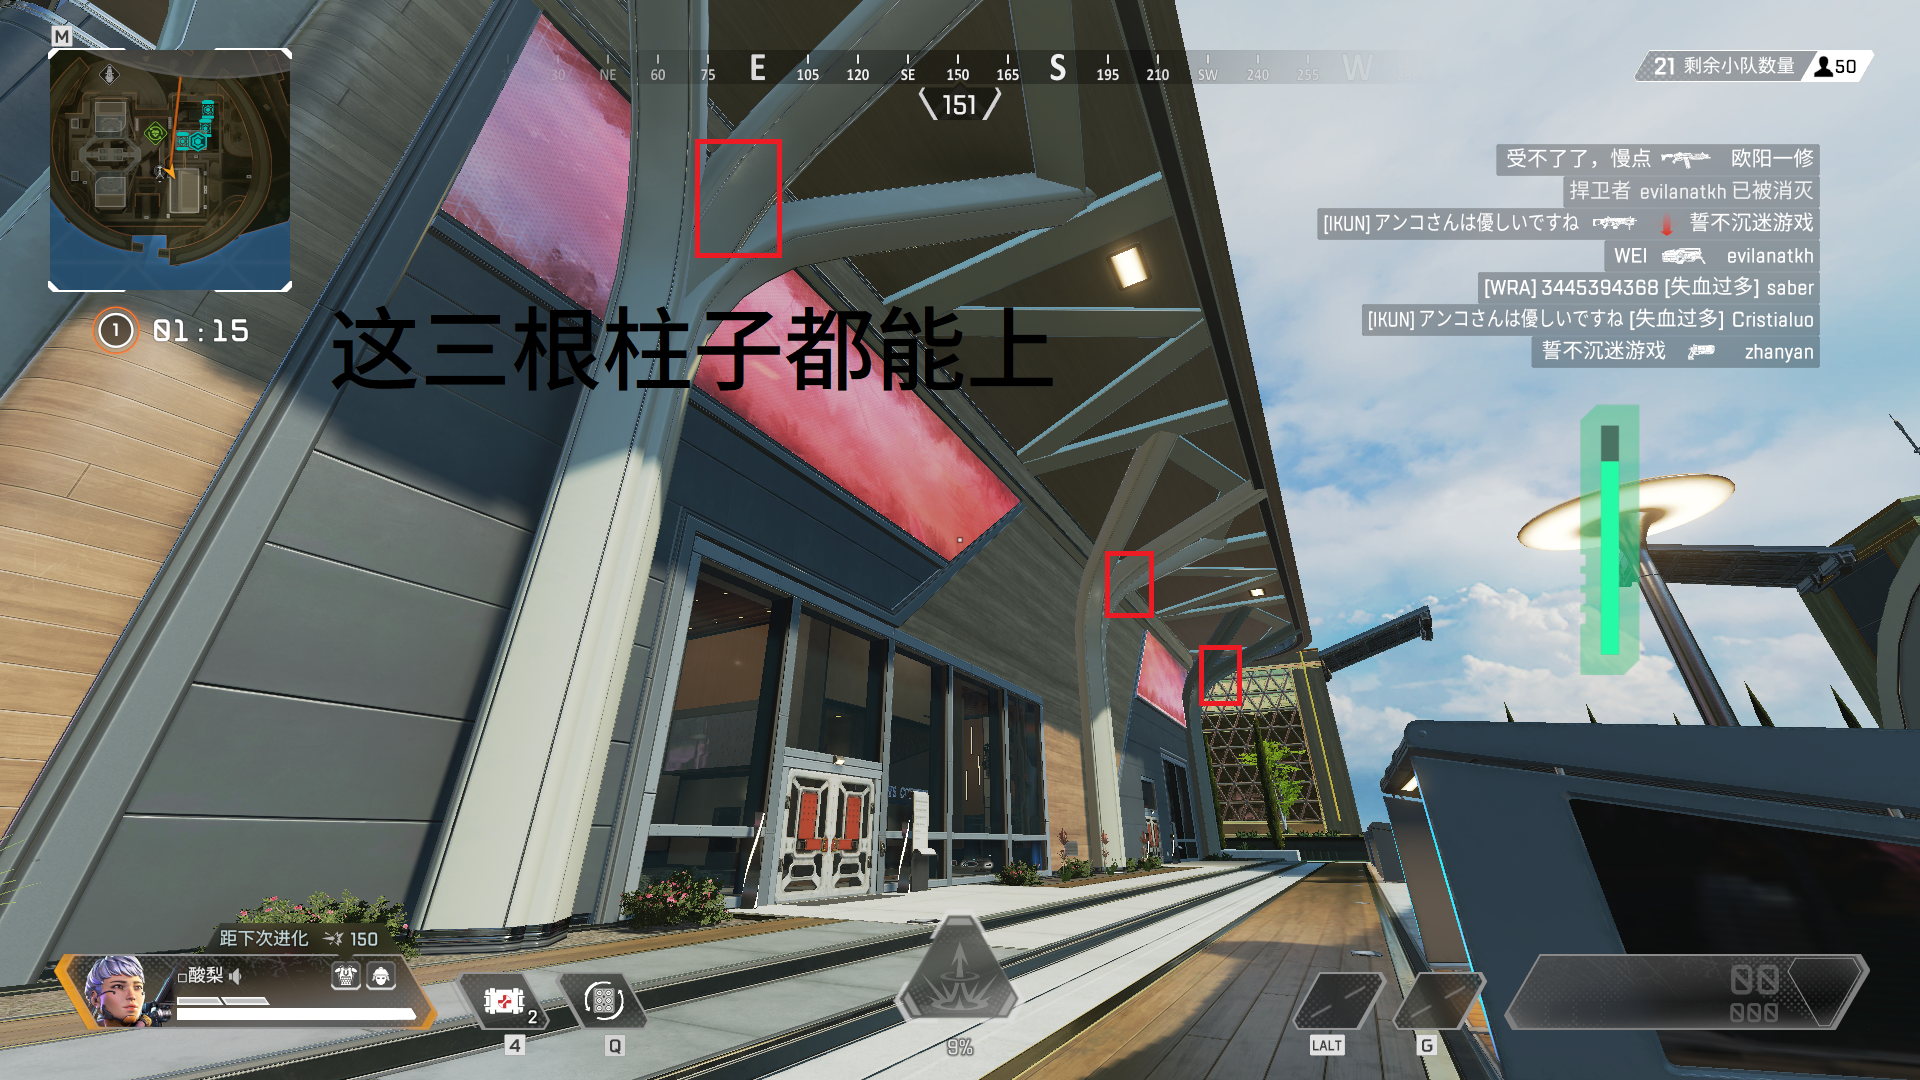 M
30 NE 60 75 E 105 120 SE 150 165 S 195 210 SW 240 255 W
151
21 剩余小队数量 50
受不了了，慢点 欧阳一修
捍卫者 evilanatkh 已被消灭
[IKUN] アンコさんは優しいですね 誓不沉迷游戏
WEI evilanatkh
[WRA] 3445394368 [失血过多] saber
[IKUN] アンコさんは優しいですね [失血过多] Cristialuo
誓不沉迷游戏 zhanyan
1 01:15
这三根柱子都能上
距下次进化 150
□酸梨
2
4
Q
9%
LALT
G
00
000